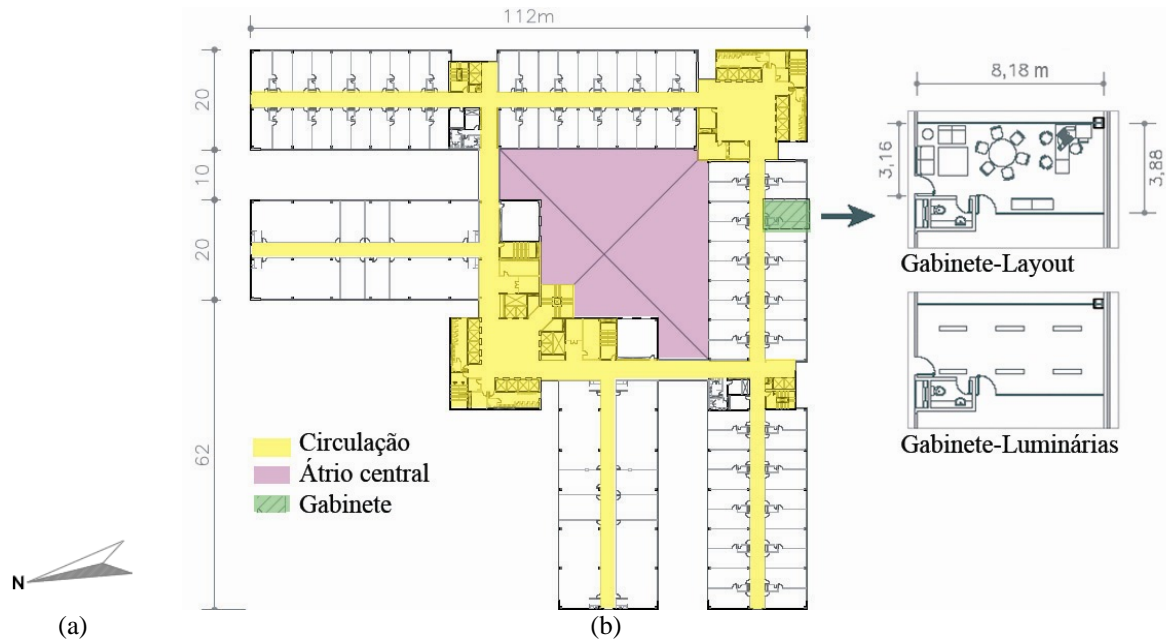 112m
20
10
20
62
8,18 m
3,16
3,88
Gabinete-Layout
Gabinete-Luminárias
Circulação
Átrio central
Gabinete
N
(a)
(b)